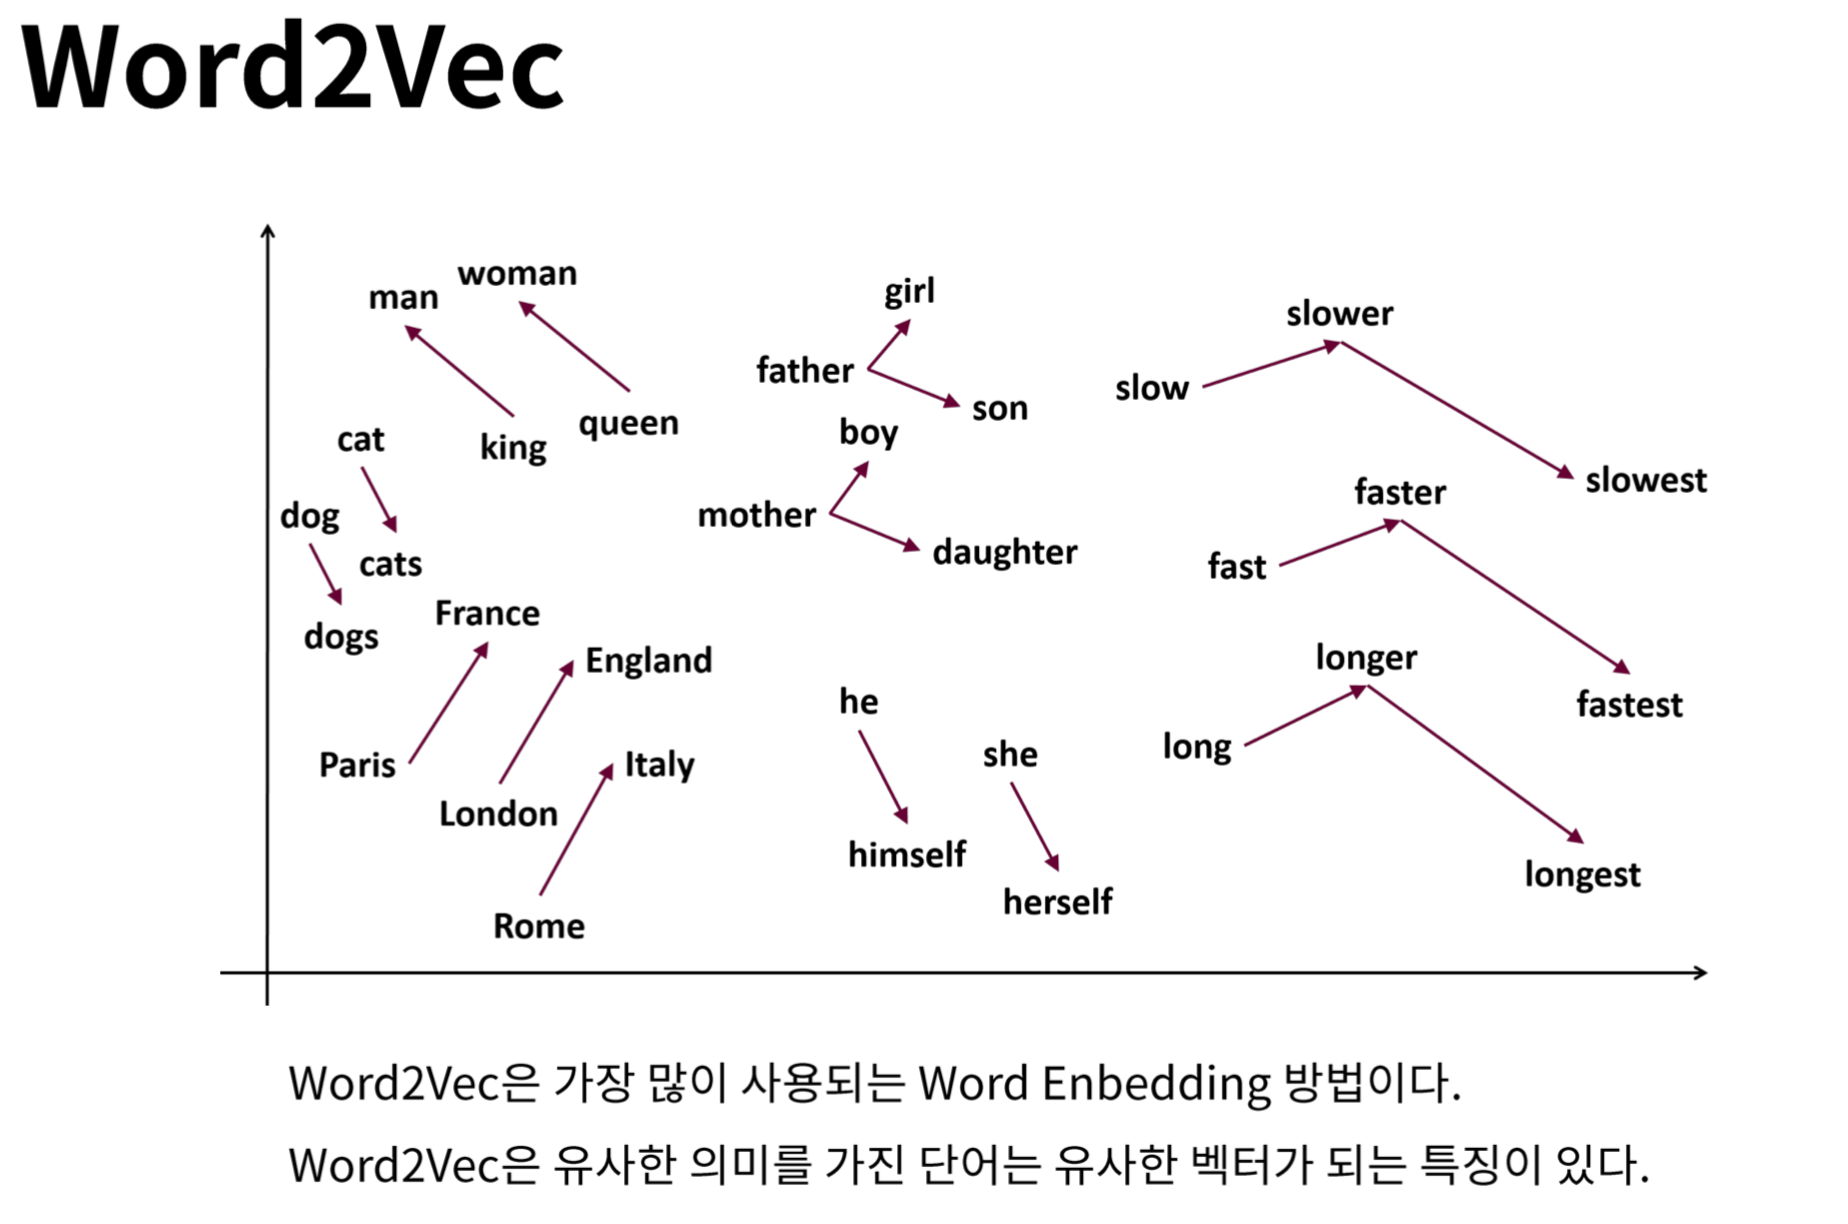 Word2Vec
woman
man
girl
slower
father
slow
son
queen
boy
cat
king
slowest
faster
dog
mother
daughter
cats
fast
France
dogs
England
longer
he
fastest
long
she
Paris
Italy
London
himself
longest
herself
Rome
Word2Vec은 가장 많이 사용되는 Word Enbedding 방법이다.
Word2Vec은 유사한 의미를 가진 단어는 유사한 벡터가 되는 특징이 있다.